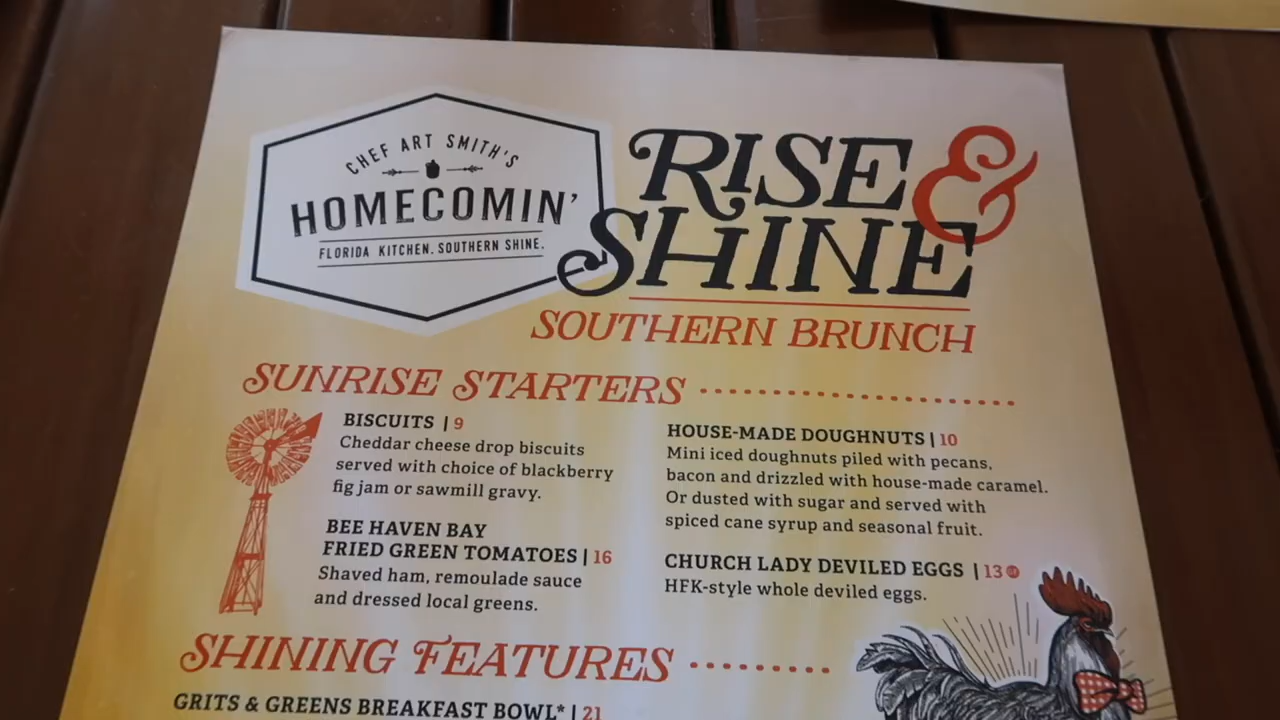 CHEF ART SMITH'S
HOMECOMIN'
FLORIDA KITCHEN. SOUTHERN SHINE.
RISE &
SHINE
SOUTHERN BRUNCH
SUNRISE STARTERS
BISCUITS | 9
Cheddar cheese drop biscuits
served with choice of blackberry
fig jam or sawmill gravy.
BEE HAVEN BAY
FRIED GREEN TOMATOES | 16
Shaved ham, remoulade sauce
and dressed local greens.
HOUSE-MADE DOUGHNUTS | 10
Mini iced doughnuts piled with pecans,
bacon and drizzled with house-made caramel.
Or dusted with sugar and served with
spiced cane syrup and seasonal fruit.
CHURCH LADY DEVILED EGGS | 13
HFK-style whole deviled eggs.
SHINING FEATURES
GRITS & GREENS BREAKFAST BOWL* | 21